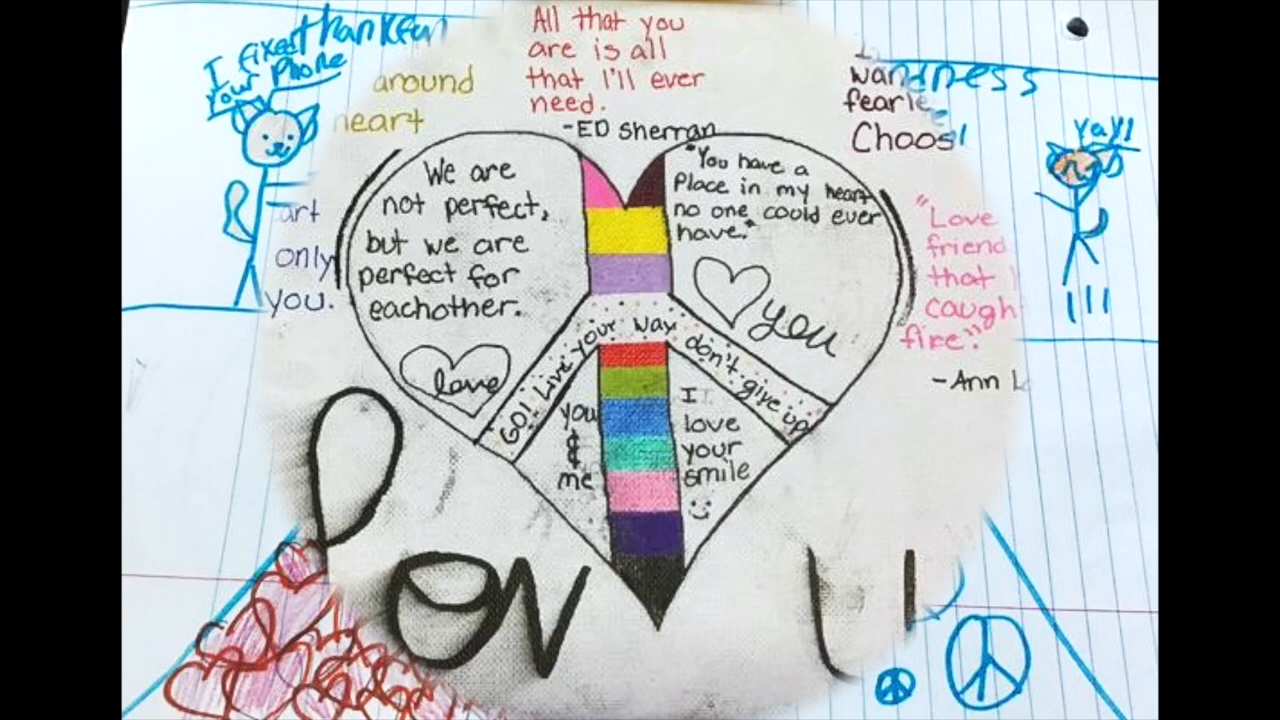 I fixed
Your Phone
thankful
around
heart
All that you
are is all
that I'll ever
need.
-ED Sherran
Choos
yay!
We are
not perfect,
but we are
perfect for
eachother.
love
"You have a
Place in my heart
no one could ever
have."
you
art
only
you.
"Love
friend
that
caugh
fire."
-Ann L
GO! Live your way don't give up
you
&
me
I
love
your
smile
Lov U